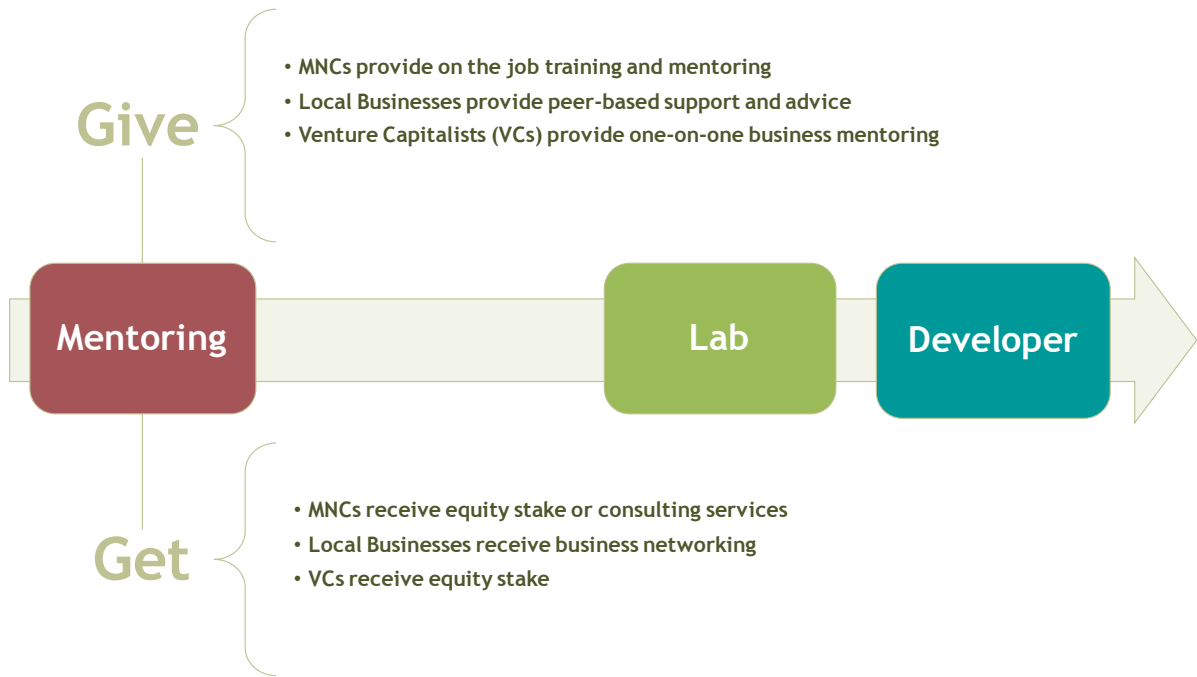 Give
• MNCs provide on the job training and mentoring
• Local Businesses provide peer-based support and advice
• Venture Capitalists (VCs) provide one-on-one business mentoring
Mentoring
Lab
Developer
Get
• MNCs receive equity stake or consulting services
• Local Businesses receive business networking
• VCs receive equity stake